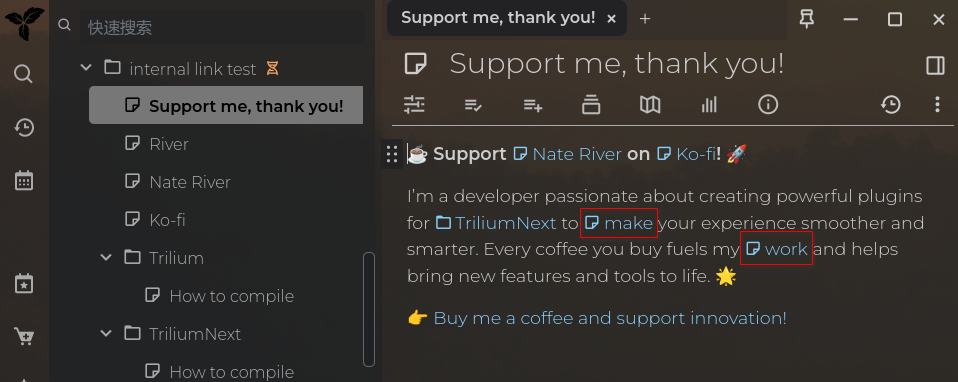 快速搜索
internal link test ⏳
Support me, thank you!
River
Nate River
Ko-fi
Trilium
How to compile
TriliumNext
How to compile
Support me, thank you! ×
Support me, thank you!
☕ Support Nate River on Ko-fi! 🚀
I'm a developer passionate about creating powerful plugins
for TriliumNext to make your experience smoother and
smarter. Every coffee you buy fuels my work and helps
bring new features and tools to life. 🌟
👉 Buy me a coffee and support innovation!